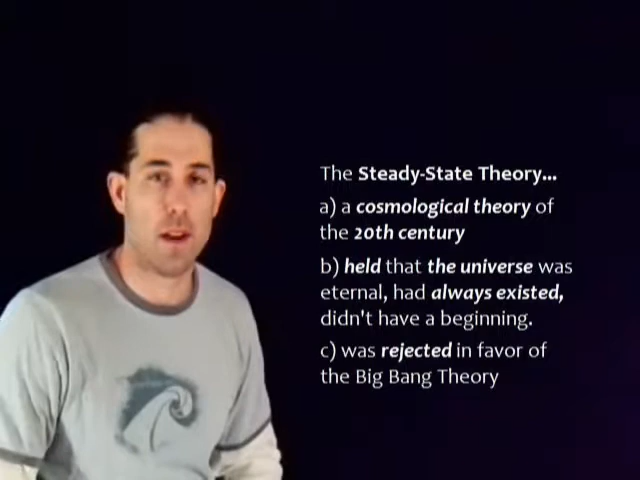 The Steady-State Theory...
a) a cosmological theory of
the 20th century
b) held that the universe was
eternal, had always existed,
didn't have a beginning.
c) was rejected in favor of
the Big Bang Theory